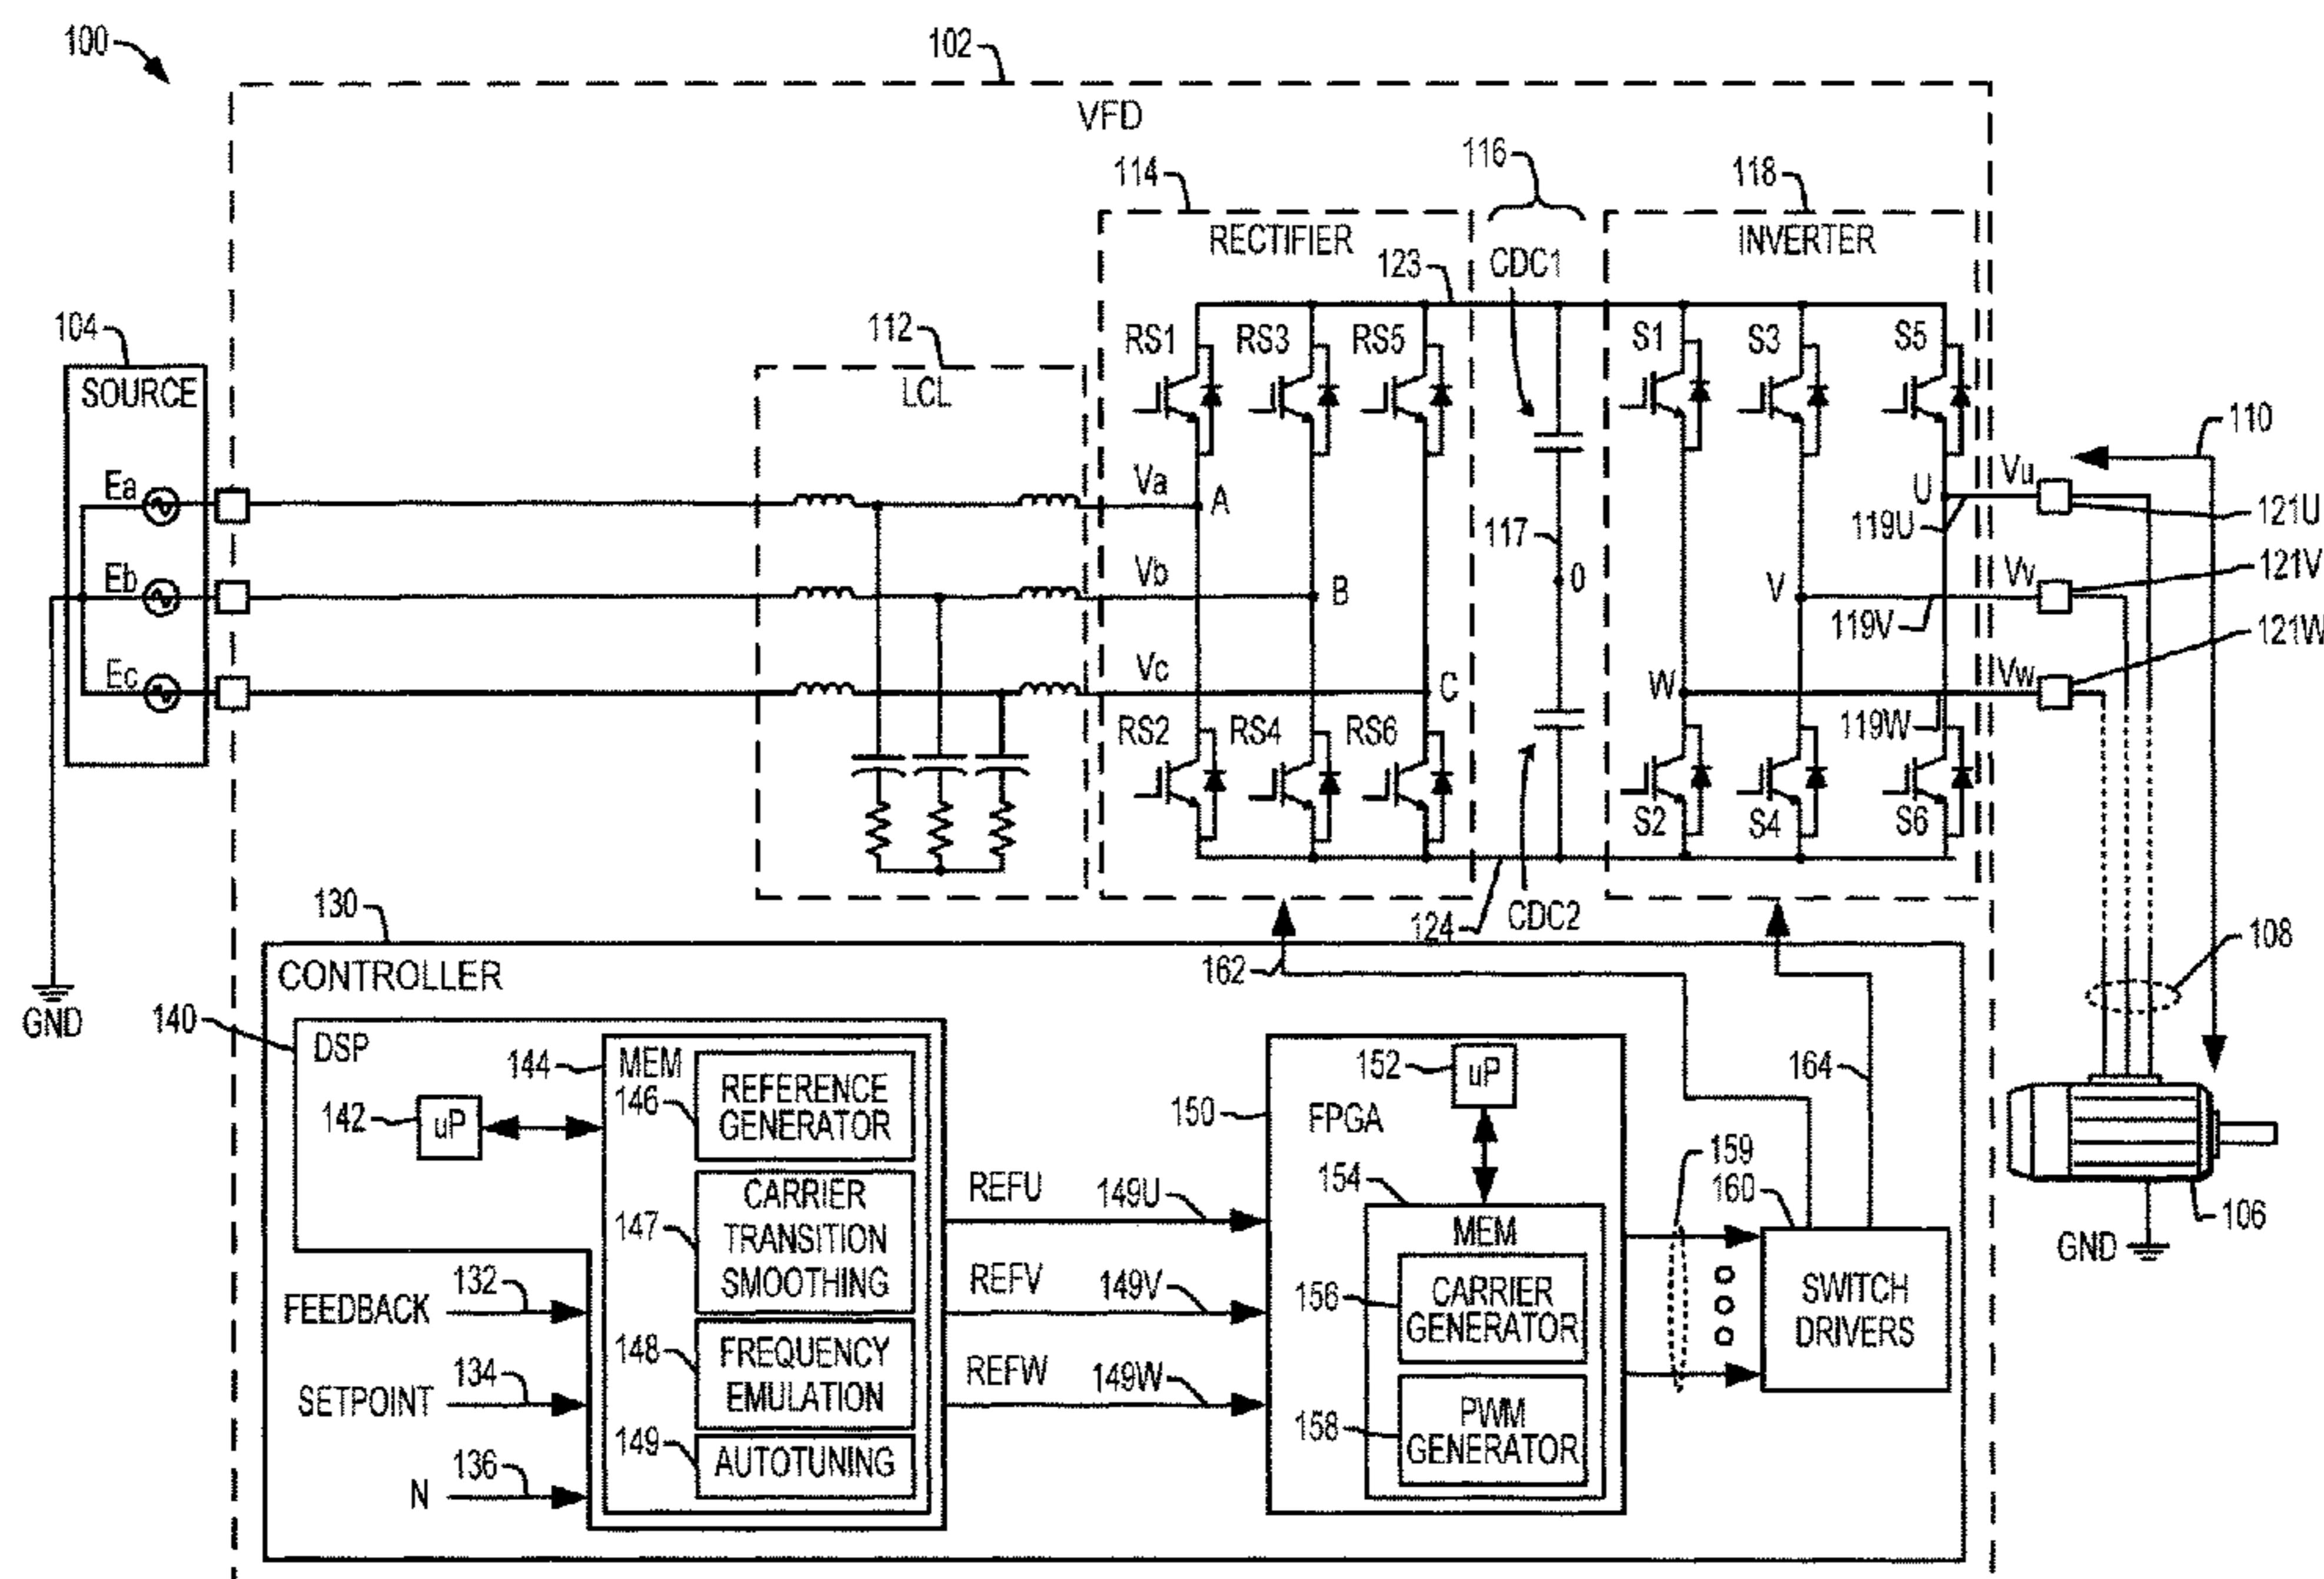 100
102
VFD
116
114
118
RECTIFIER
INVERTER
123
CDC1
104
112
SOURCE
LCL
RS1
RS3
RS5
S1
S3
S5
110
Ea
Va
A
U
Vu
121U
117
119U
Eb
Vb
B
0
V
Vv
121V
119V
121W
Ec
Vc
C
W
Vw
119W
RS2
RS4
RS6
S2
S4
S6
130
124
CDC2
108
CONTROLLER
162
GND
140
DSP
144
MEM
152
uP
164
146
REFERENCE
GENERATOR
142
uP
150
FPGA
159
REFU
149U
154
160
147
CARRIER
TRANSITION
SMOOTHING
MEM
106
GND
FEEDBACK
132
REFV
149V
156
CARRIER
GENERATOR
SWITCH
DRIVERS
148
FREQUENCY
EMULATION
SETPOINT
134
REFW
149W
158
PWM
GENERATOR
149
AUTOTUNING
N
136